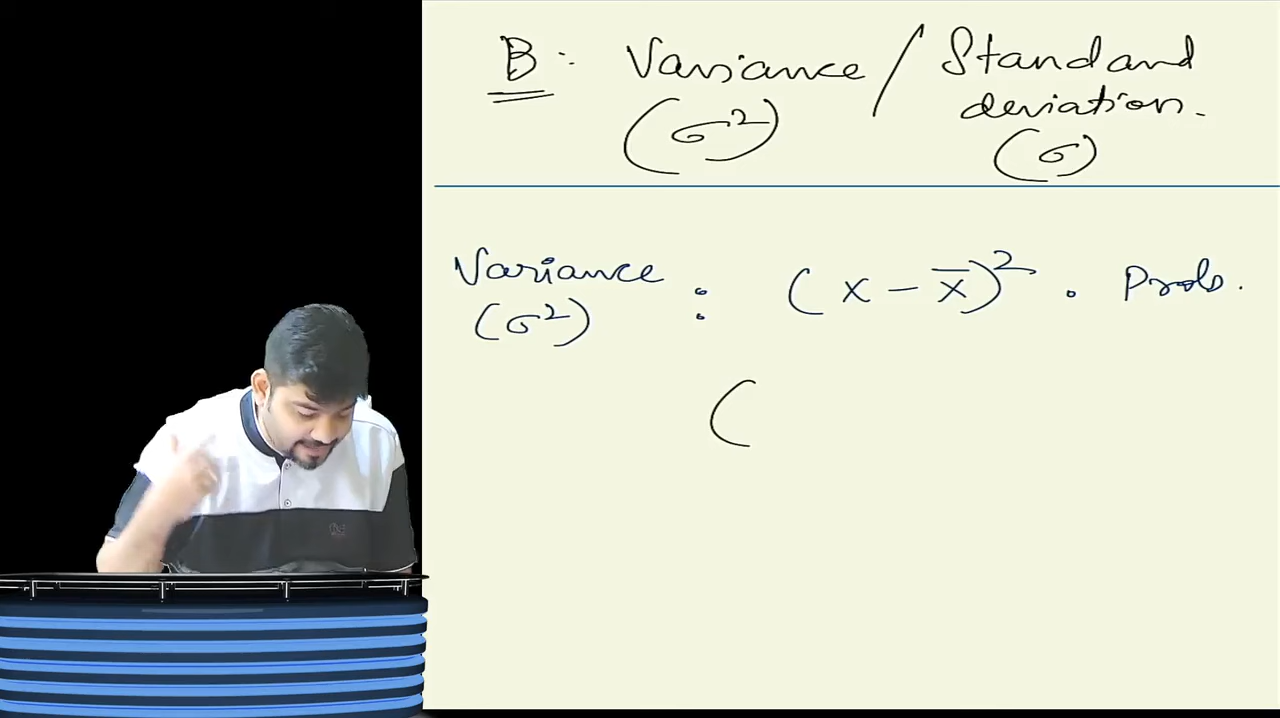 B: Variance / Standard deviation.
(σ²) (σ)
Variance : (x - x̅)² . Prob.
(σ²)
(